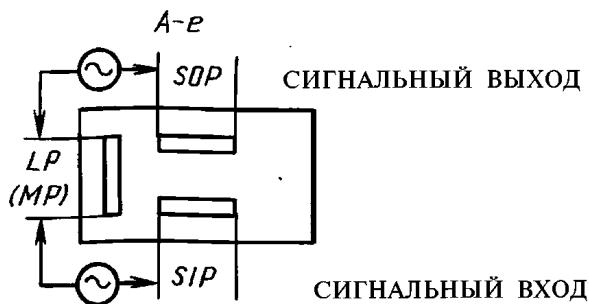 A-e
SOP СИГНАЛЬНЫЙ ВЫХОД
LP
(MP)
SIP СИГНАЛЬНЫЙ ВХОД